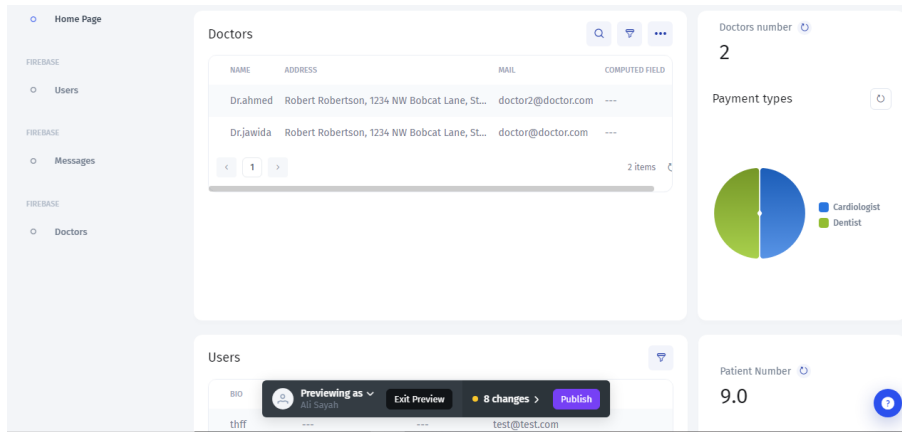 Home Page
FIREBASE
Users
FIREBASE
Messages
FIREBASE
Doctors
Doctors
NAME ADDRESS MAIL COMPUTED FIELD
Dr.ahmed Robert Robertson, 1234 NW Bobcat Lane, St... doctor2@doctor.com ---
Dr.jawida Robert Robertson, 1234 NW Bobcat Lane, St... doctor@doctor.com ---
1
2 items
Doctors number
2
Payment types
Cardiologist
Dentist
Users
BIO
thff --- --- test@test.com
Previewing as
Ali Sayah
Exit Preview
8 changes
Publish
Patient Number
9.0
?